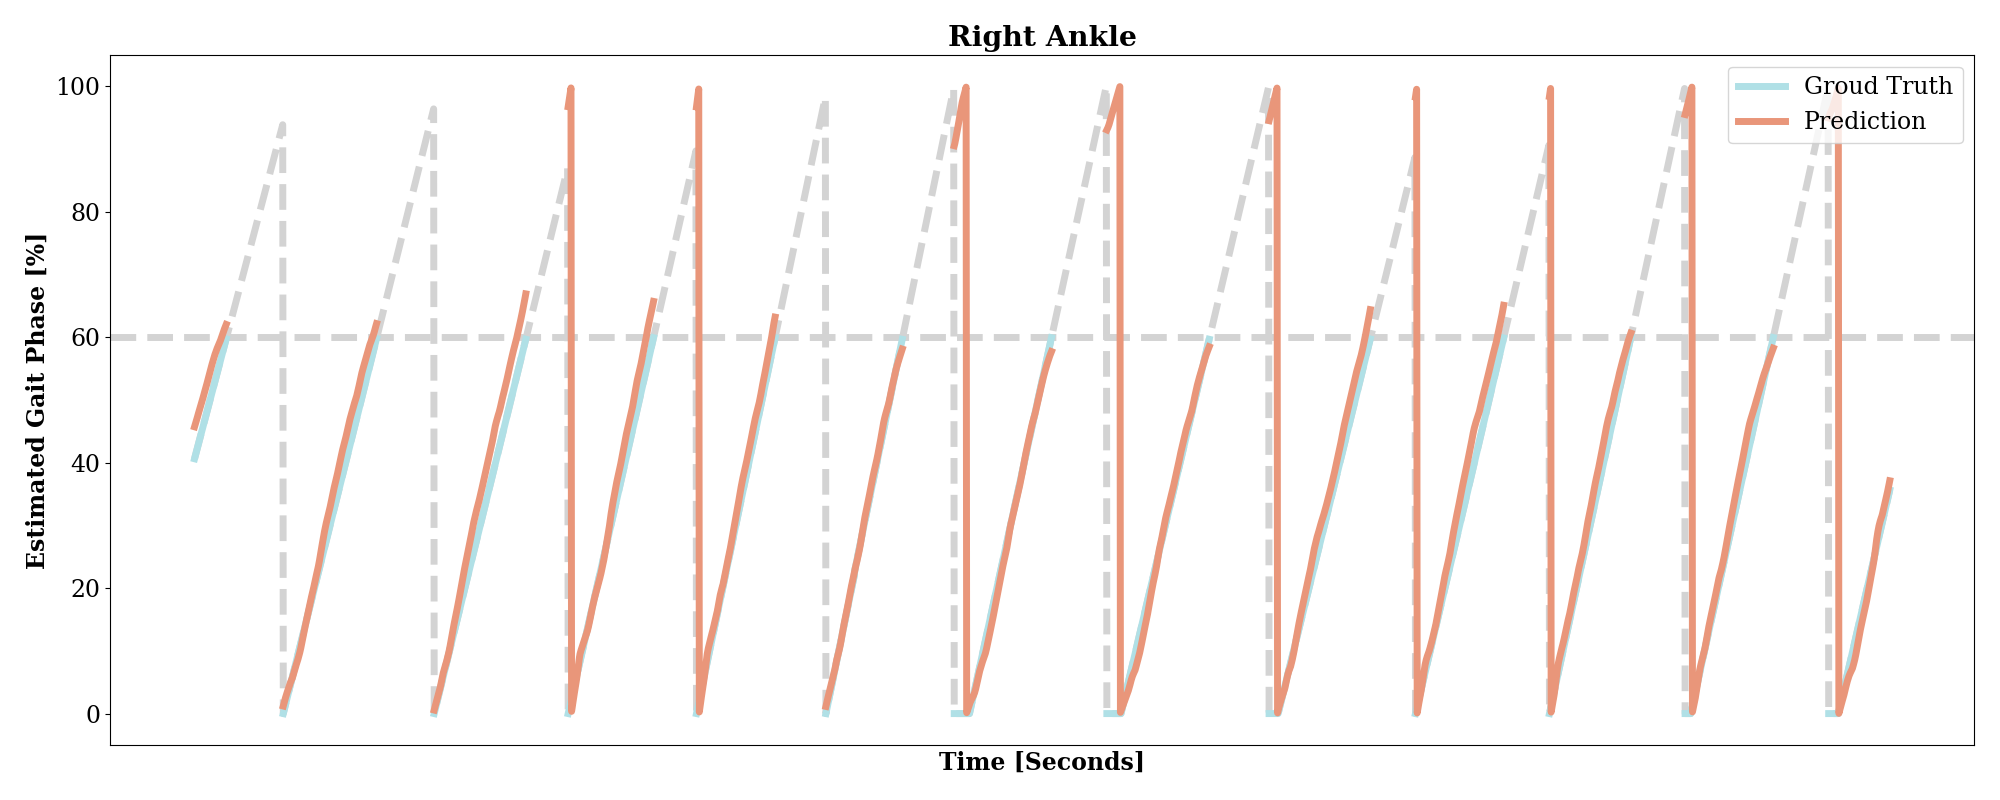 Right Ankle
Estimated Gait Phase [%]
100
80
60
40
20
0
Groud Truth
Prediction
Time [Seconds]